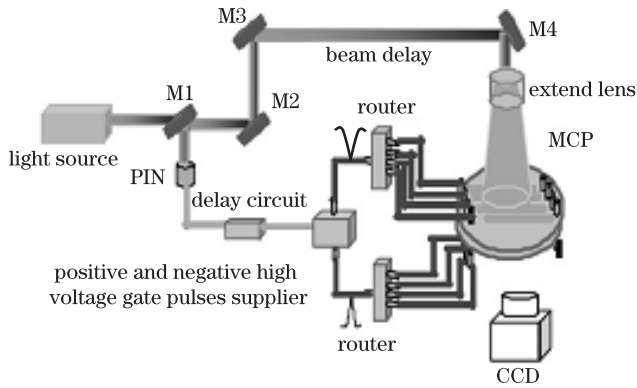 M3
M4
beam delay
M1
M2
extend lens
router
MCP
light source
PIN
delay circuit
positive and negative high
voltage gate pulses supplier
router
CCD